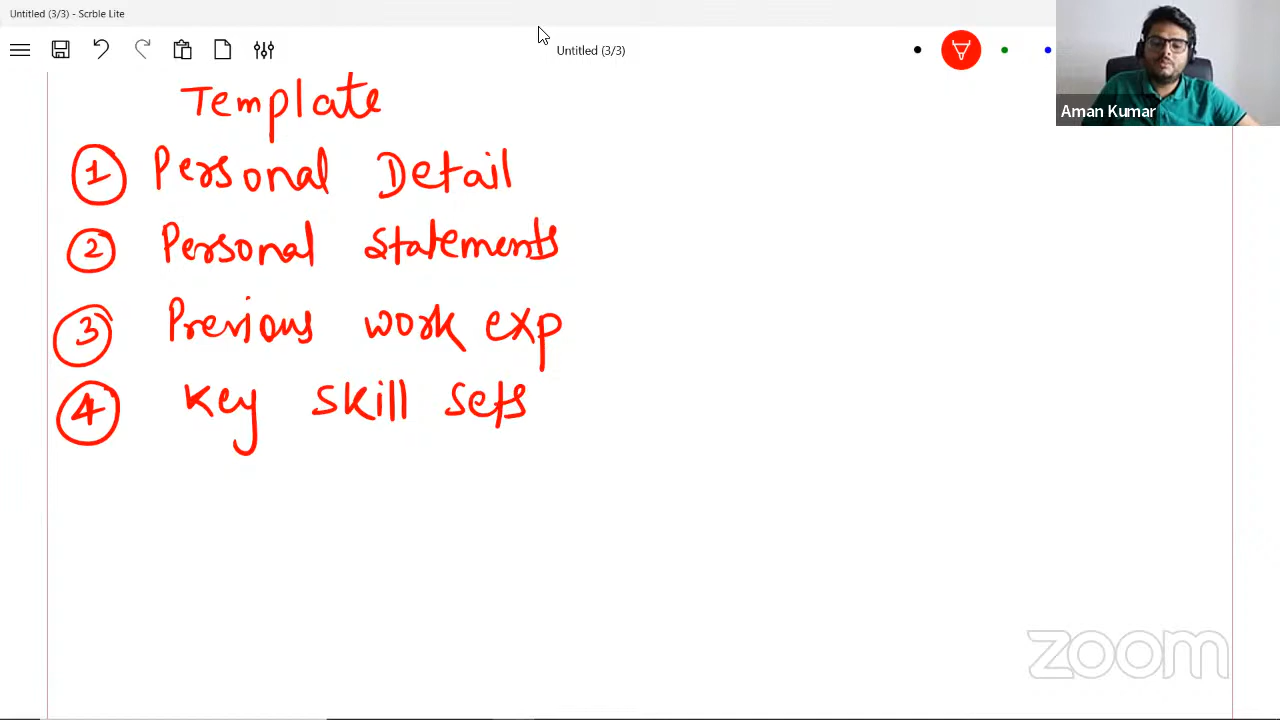 Untitled (3/3) - Scrble Lite
Untitled (3/3)
Aman Kumar
Template
1 Personal Detail
2 Personal statements
3 Previous work exp
4 Key skill sets
zoom